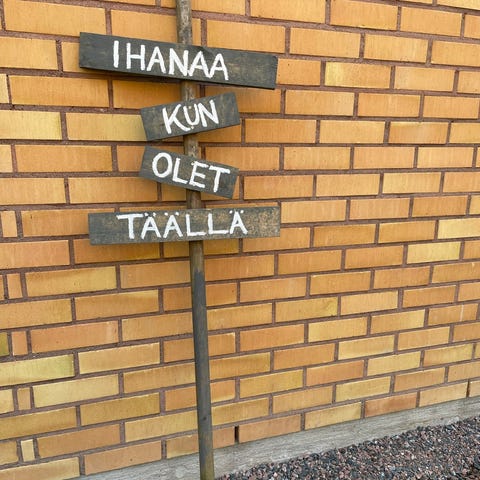 IHANAA
KUN
OLET
TÄÄLLÄ